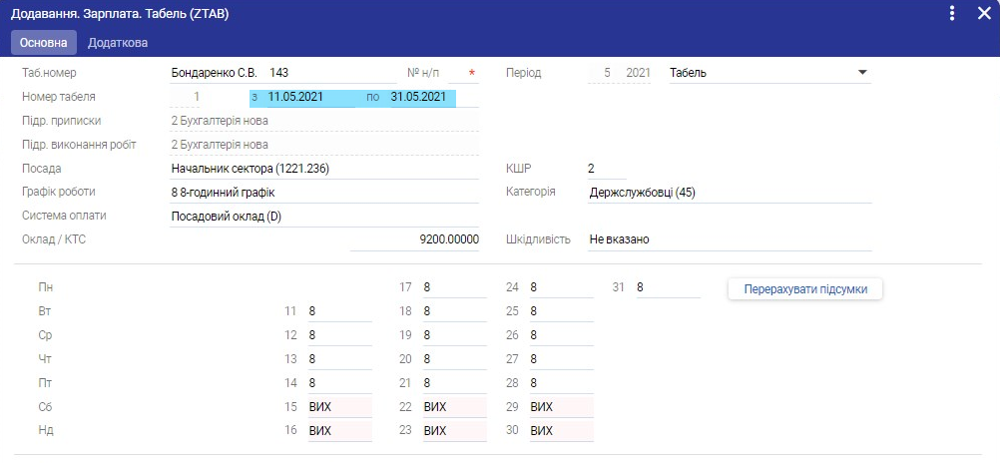 Додавання. Зарплата. Табель (ZTAB)
Основна Додаткова
Таб.номер Бондаренко С.В. 143 № н/п * Період 5 2021 Табель
Номер табеля 1 з 11.05.2021 по 31.05.2021
Підр. приписки 2 Бухгалтерія нова
Підр. виконання робіт 2 Бухгалтерія нова
Посада Начальник сектора (1221.236) КШР 2
Графік роботи 8 8-годинний графік Категорія Держслужбовці (45)
Система оплати Посадовий оклад (D)
Оклад / КТС 9200.00000 Шкідливість Не вказано
Пн 17 8 24 8 31 8 Перерахувати підсумки
Вт 11 8 18 8 25 8
Ср 12 8 19 8 26 8
Чт 13 8 20 8 27 8
Пт 14 8 21 8 28 8
Сб 15 ВИХ 22 ВИХ 29 ВИХ
Нд 16 ВИХ 23 ВИХ 30 ВИХ